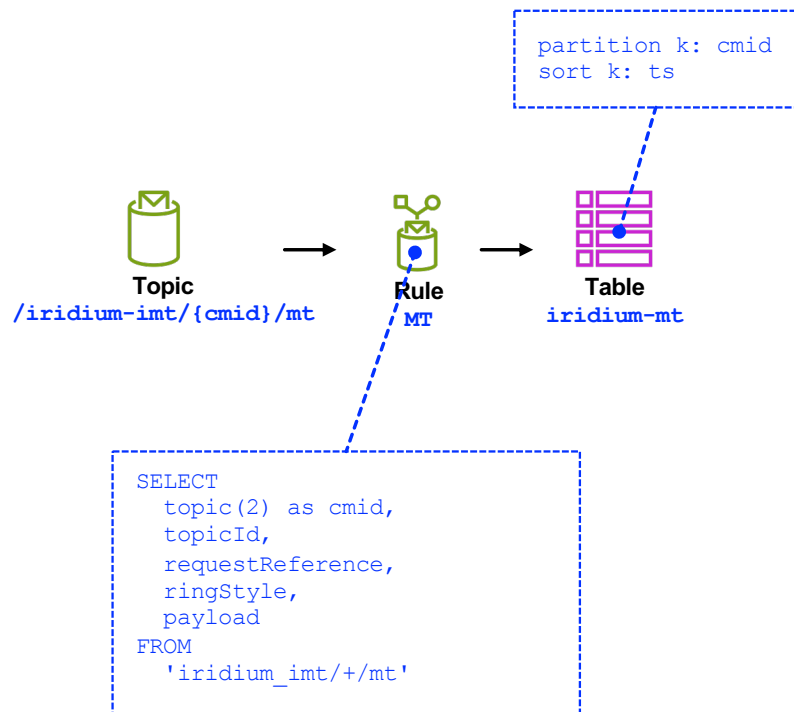 partition k: cmid
sort k: ts
Topic
/iridium-imt/{cmid}/mt
Rule
MT
Table
iridium-mt
SELECT
topic(2) as cmid,
topicId,
requestReference,
ringStyle,
payload
FROM
'iridium_imt/+/mt'